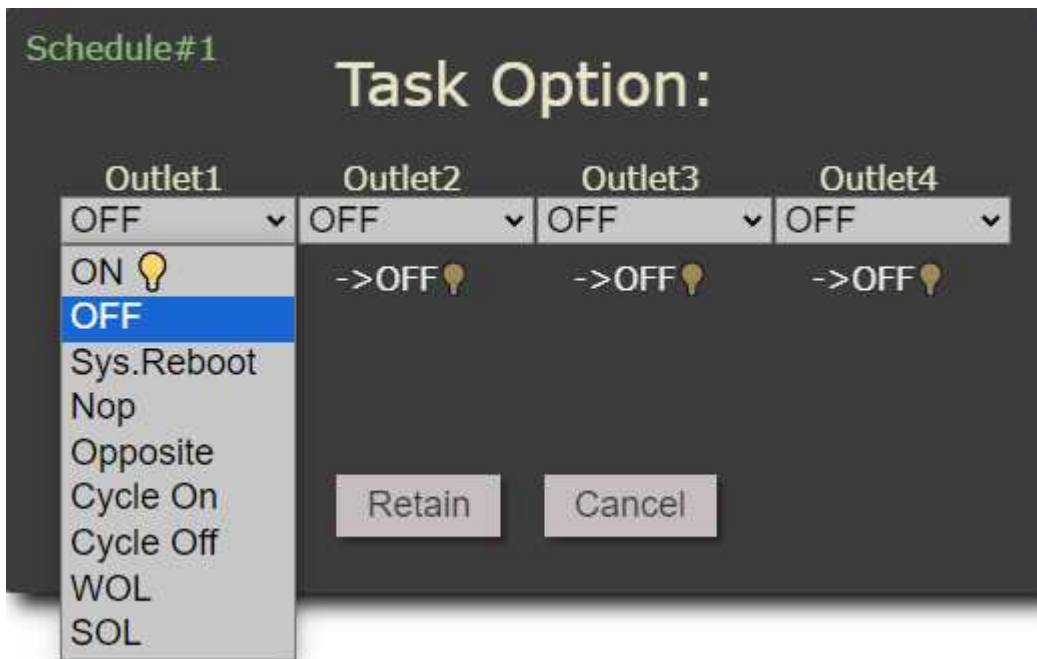 Schedule#1
Task Option:
Outlet1 Outlet2 Outlet3 Outlet4
OFF OFF OFF OFF
ON ->OFF ->OFF ->OFF
OFF
Sys.Reboot
Nop
Opposite
Cycle On Retain Cancel
Cycle Off
WOL
SOL